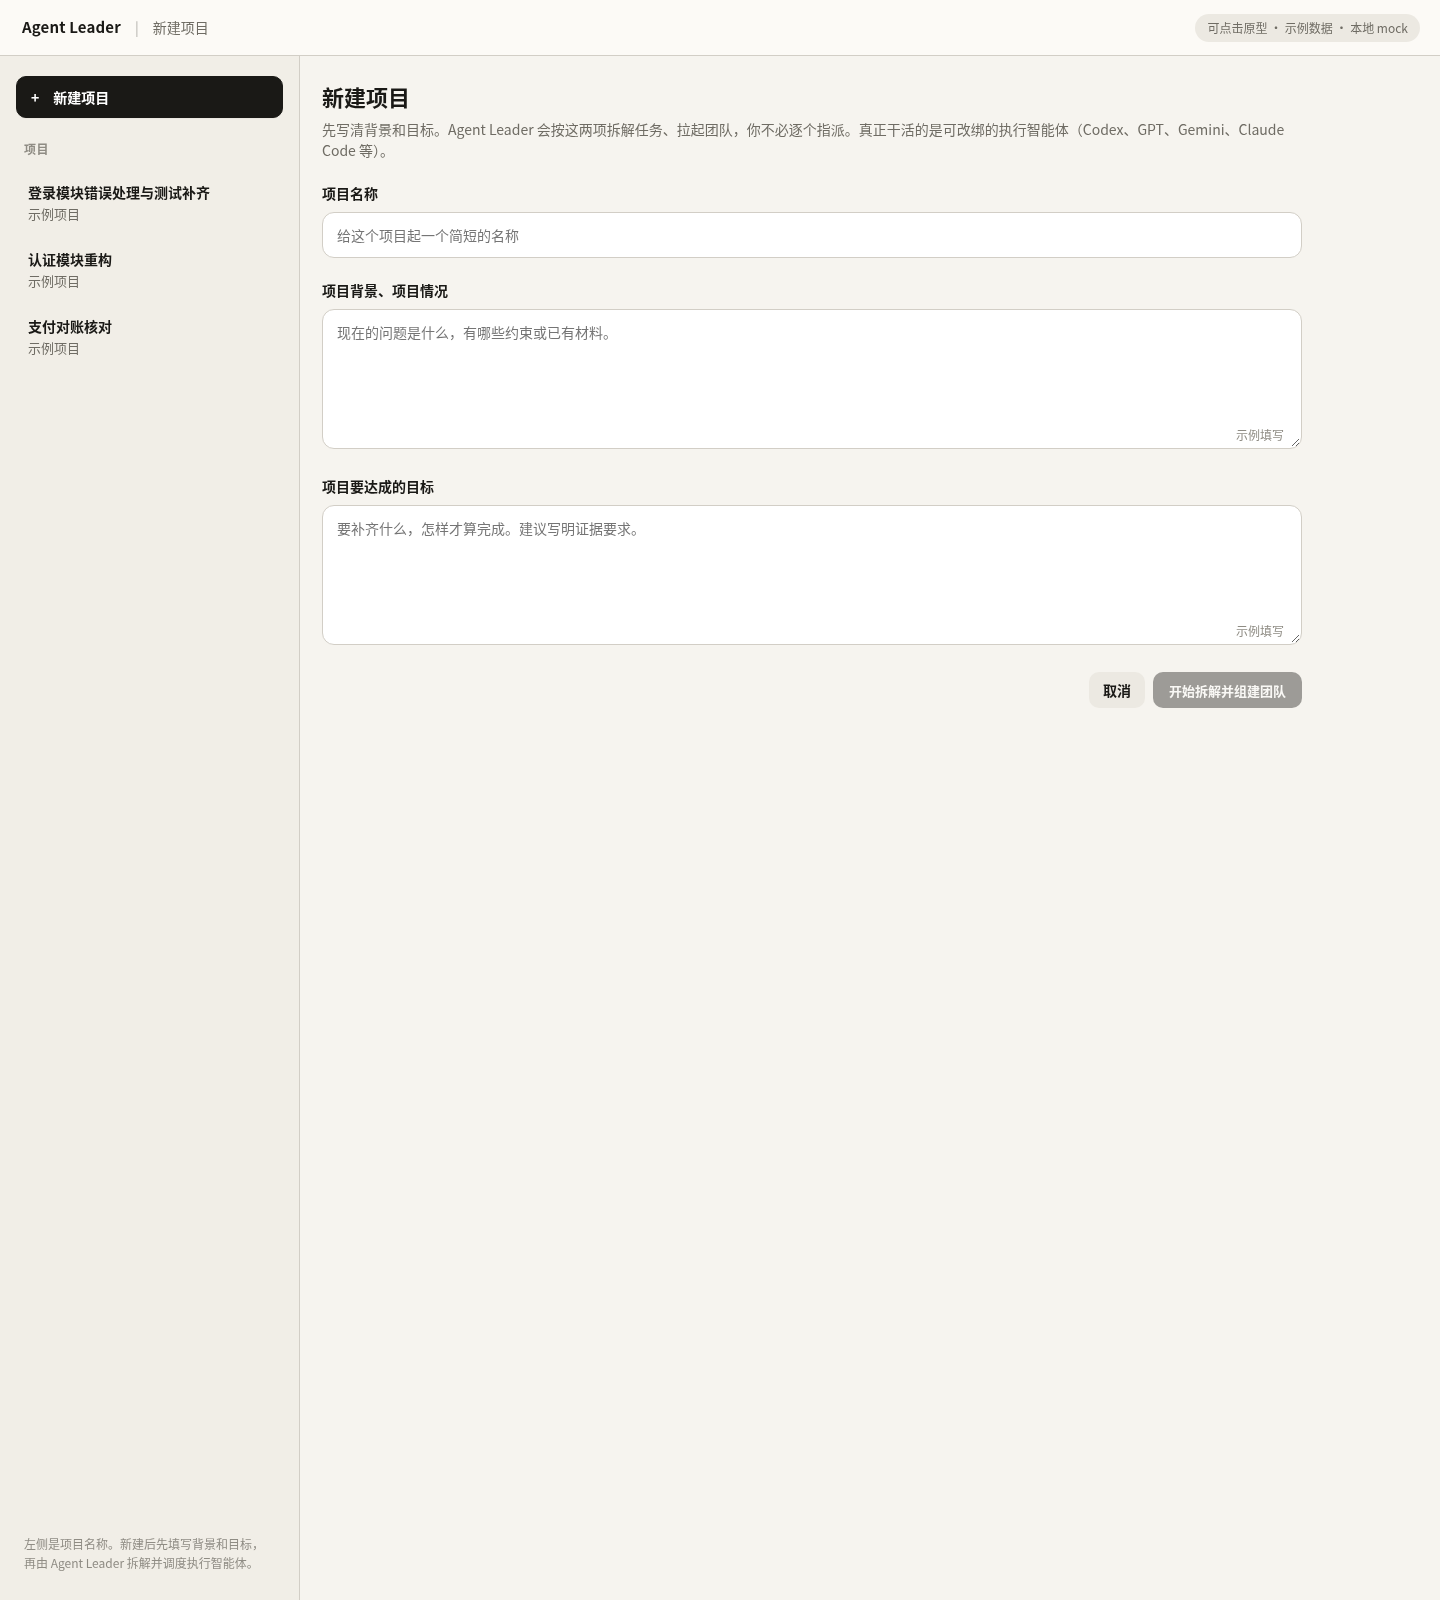 Agent Leader | 新建项目
可点击原型 · 示例数据 · 本地 mock
+ 新建项目
项目
登录模块错误处理与测试补齐
示例项目
认证模块重构
示例项目
支付对账核对
示例项目
左侧是项目名称。新建后先填写背景和目标，
再由 Agent Leader 拆解并调度执行智能体。
新建项目
先写清背景和目标。Agent Leader 会按这两项拆解任务、拉起团队，你不必逐个指派。真正干活的是可改绑的执行智能体（Codex、GPT、Gemini、Claude
Code 等）。
项目名称
给这个项目起一个简短的名称
项目背景、项目情况
现在的问题是什么，有哪些约束或已有材料。
示例填写
项目要达成的目标
要补齐什么，怎样才算完成。建议写明证据要求。
示例填写
取消
开始拆解并组建团队